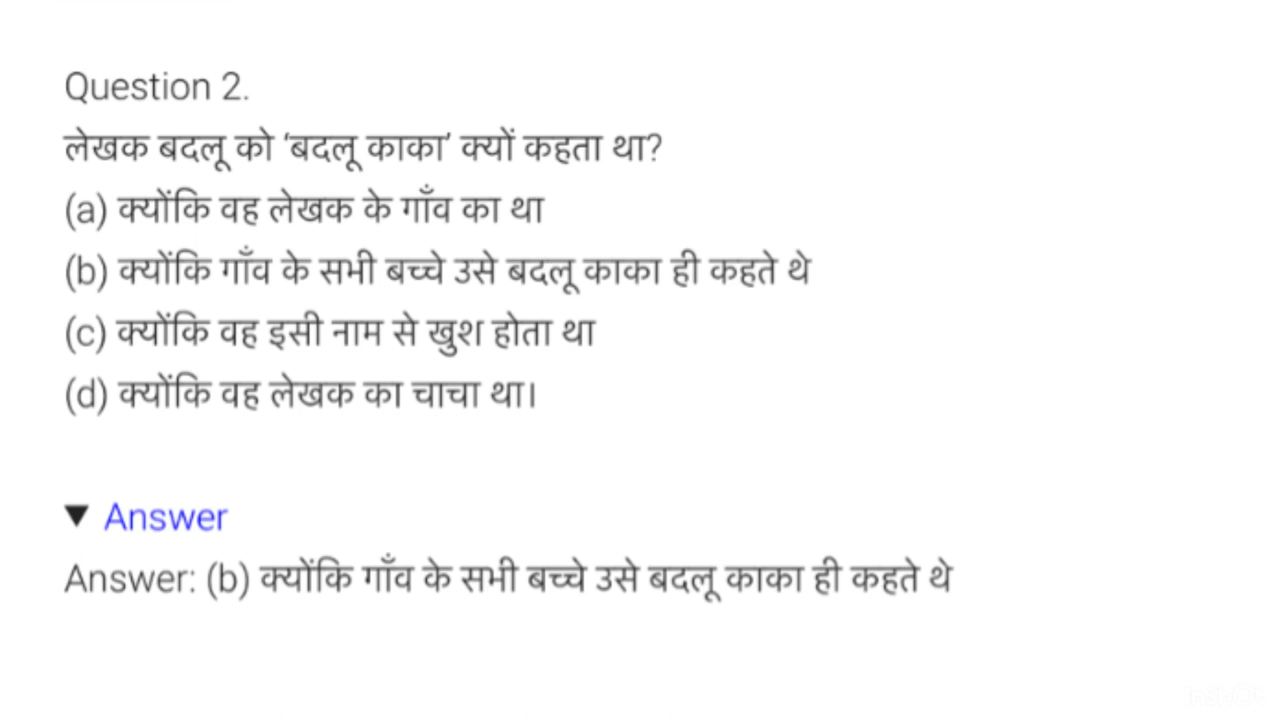 Question 2.
लेखक बदलू को ‘बदलू काका’ क्यों कहता था?
(a) क्योंकि वह लेखक के गाँव का था
(b) क्योंकि गाँव के सभी बच्चे उसे बदलू काका ही कहते थे
(c) क्योंकि वह इसी नाम से खुश होता था
(d) क्योंकि वह लेखक का चाचा था।
▼ Answer
Answer: (b) क्योंकि गाँव के सभी बच्चे उसे बदलू काका ही कहते थे